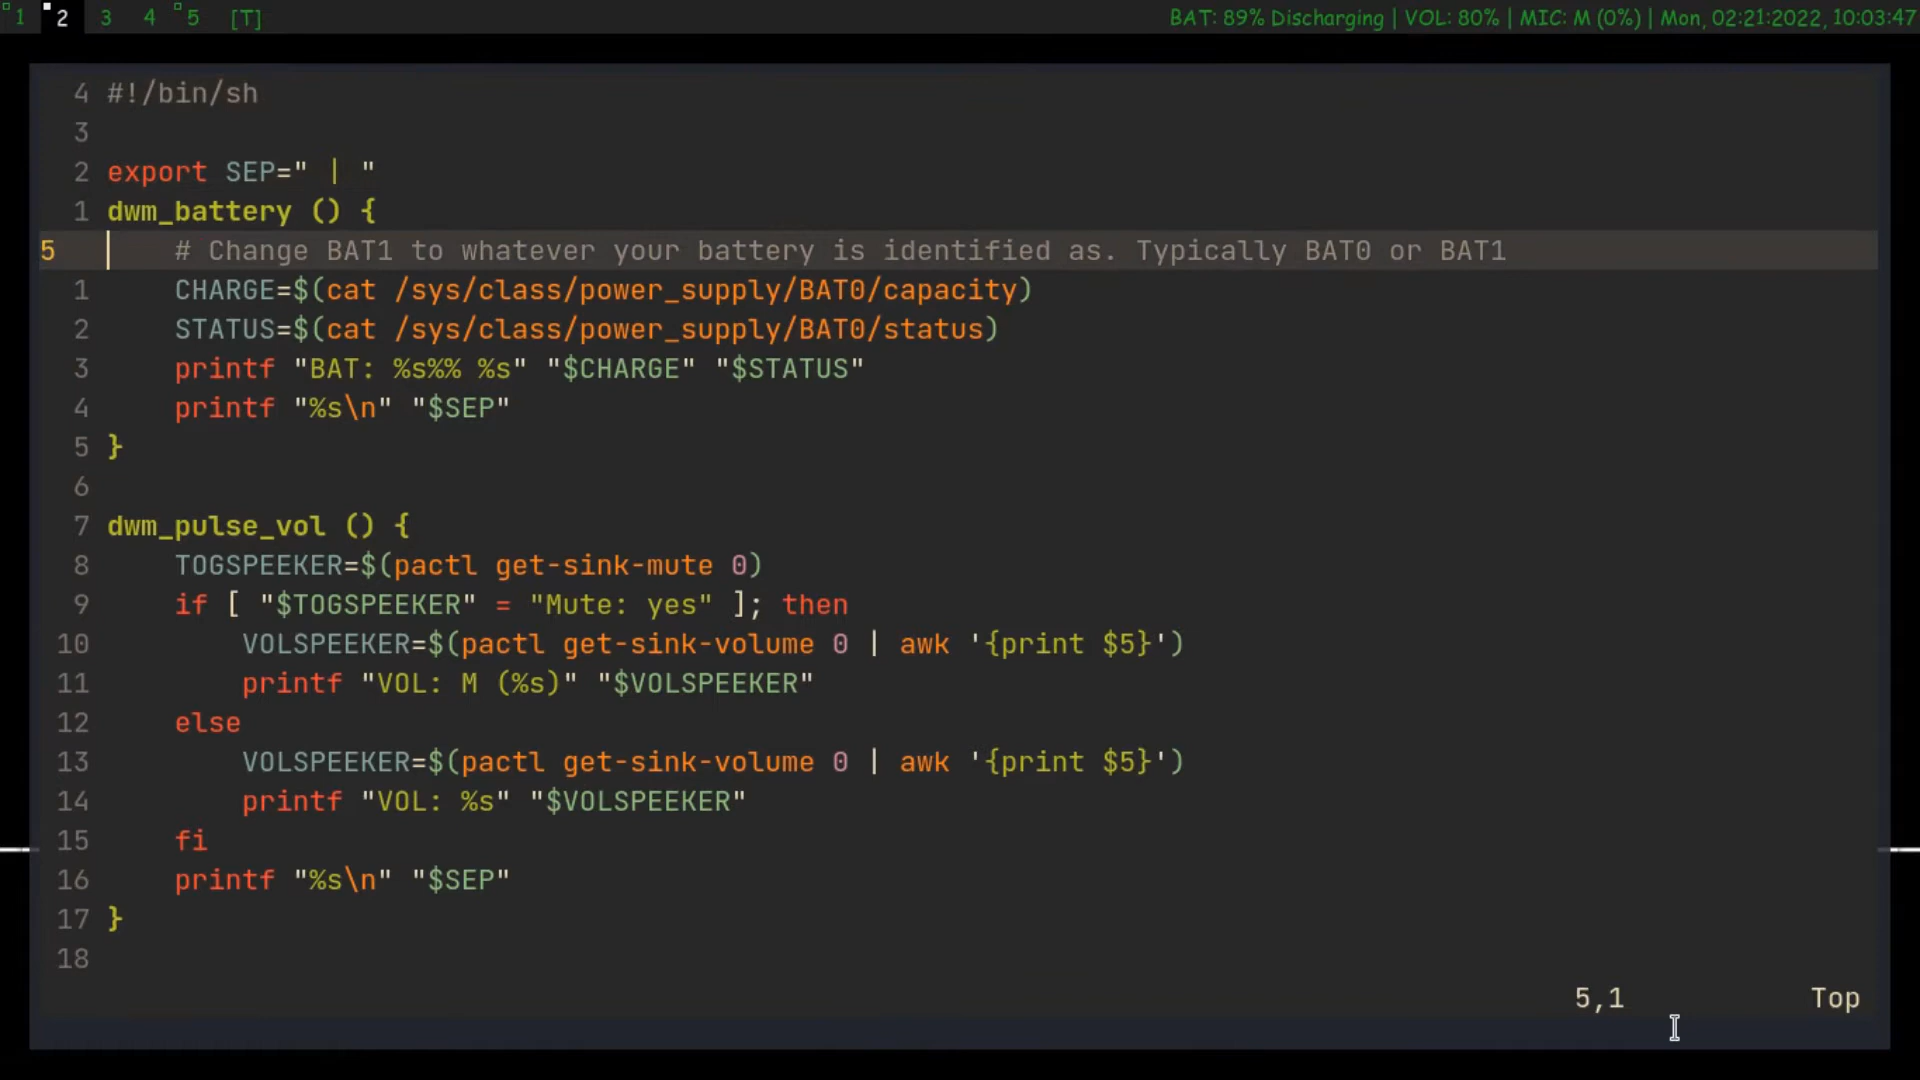 1 2 3 4 5 [T] BAT: 89% Discharging | VOL: 80% | MIC: M (0%) | Mon, 02:21:2022, 10:03:47
4 #!/bin/sh
3
2 export SEP=" | "
1 dwm_battery () {
5     # Change BAT1 to whatever your battery is identified as. Typically BAT0 or BAT1
1     CHARGE=$(cat /sys/class/power_supply/BAT0/capacity)
2     STATUS=$(cat /sys/class/power_supply/BAT0/status)
3     printf "BAT: %s%% %s" "$CHARGE" "$STATUS"
4     printf "%s\n" "$SEP"
5 }
6
7 dwm_pulse_vol () {
8     TOGSPEEKER=$(pactl get-sink-mute 0)
9     if [ "$TOGSPEEKER" = "Mute: yes" ]; then
10         VOLSPEEKER=$(pactl get-sink-volume 0 | awk '{print $5}')
11         printf "VOL: M (%s)" "$VOLSPEEKER"
12     else
13         VOLSPEEKER=$(pactl get-sink-volume 0 | awk '{print $5}')
14         printf "VOL: %s" "$VOLSPEEKER"
15     fi
16     printf "%s\n" "$SEP"
17 }
18
5,1 Top